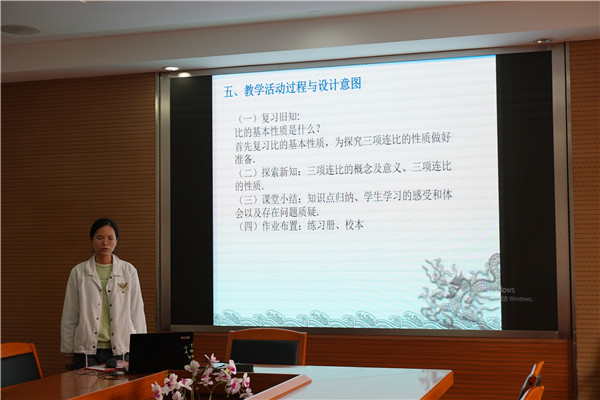 五、教学活动过程与设计意图
（一）复习旧知:
比的基本性质是什么?
首先复习比的基本性质，为探究三项连比的性质做好
准备.
（二）探索新知：三项连比的概念及意义、三项连比
的性质.
（三）课堂小结：知识点归纳、学生学习的感受和体
会以及存在问题质疑.
（四）作业布置：练习册、校本
Windows,